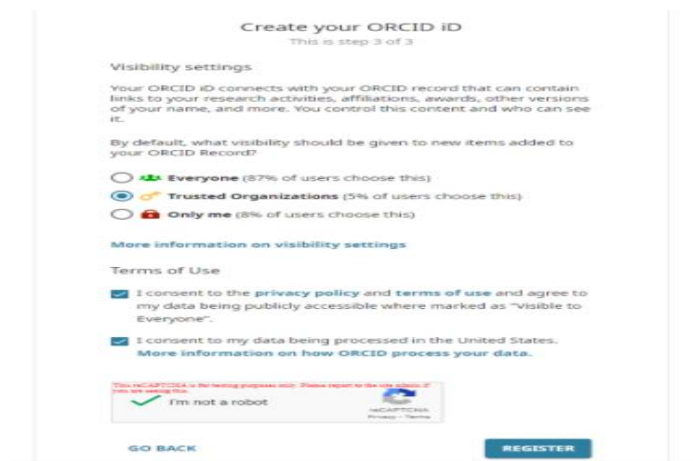 Create your ORCID iD
This is step 3 of 3
Visibility settings
Your ORCID iD connects with your ORCID record that can contain
links to your research activities, affiliations, awards, other versions
of your name, and more. You control this content and who can see
it.
By default, what visibility should be given to new items added to
your ORCID Record?
Everyone (87% of users choose this)
Trusted Organizations (5% of users choose this)
Only me (8% of users choose this)
More information on visibility settings
Terms of Use
I consent to the privacy policy and terms of use and agree to
my data being publicly accessible where marked as "Visible to
Everyone".
I consent to my data being processed in the United States.
More information on how ORCID process your data.
This reCAPTCHA is for testing purposes only. Please report to the site admin if
you are seeing this.
I'm not a robot
reCAPTCHA
Privacy - Terms
GO BACK
REGISTER